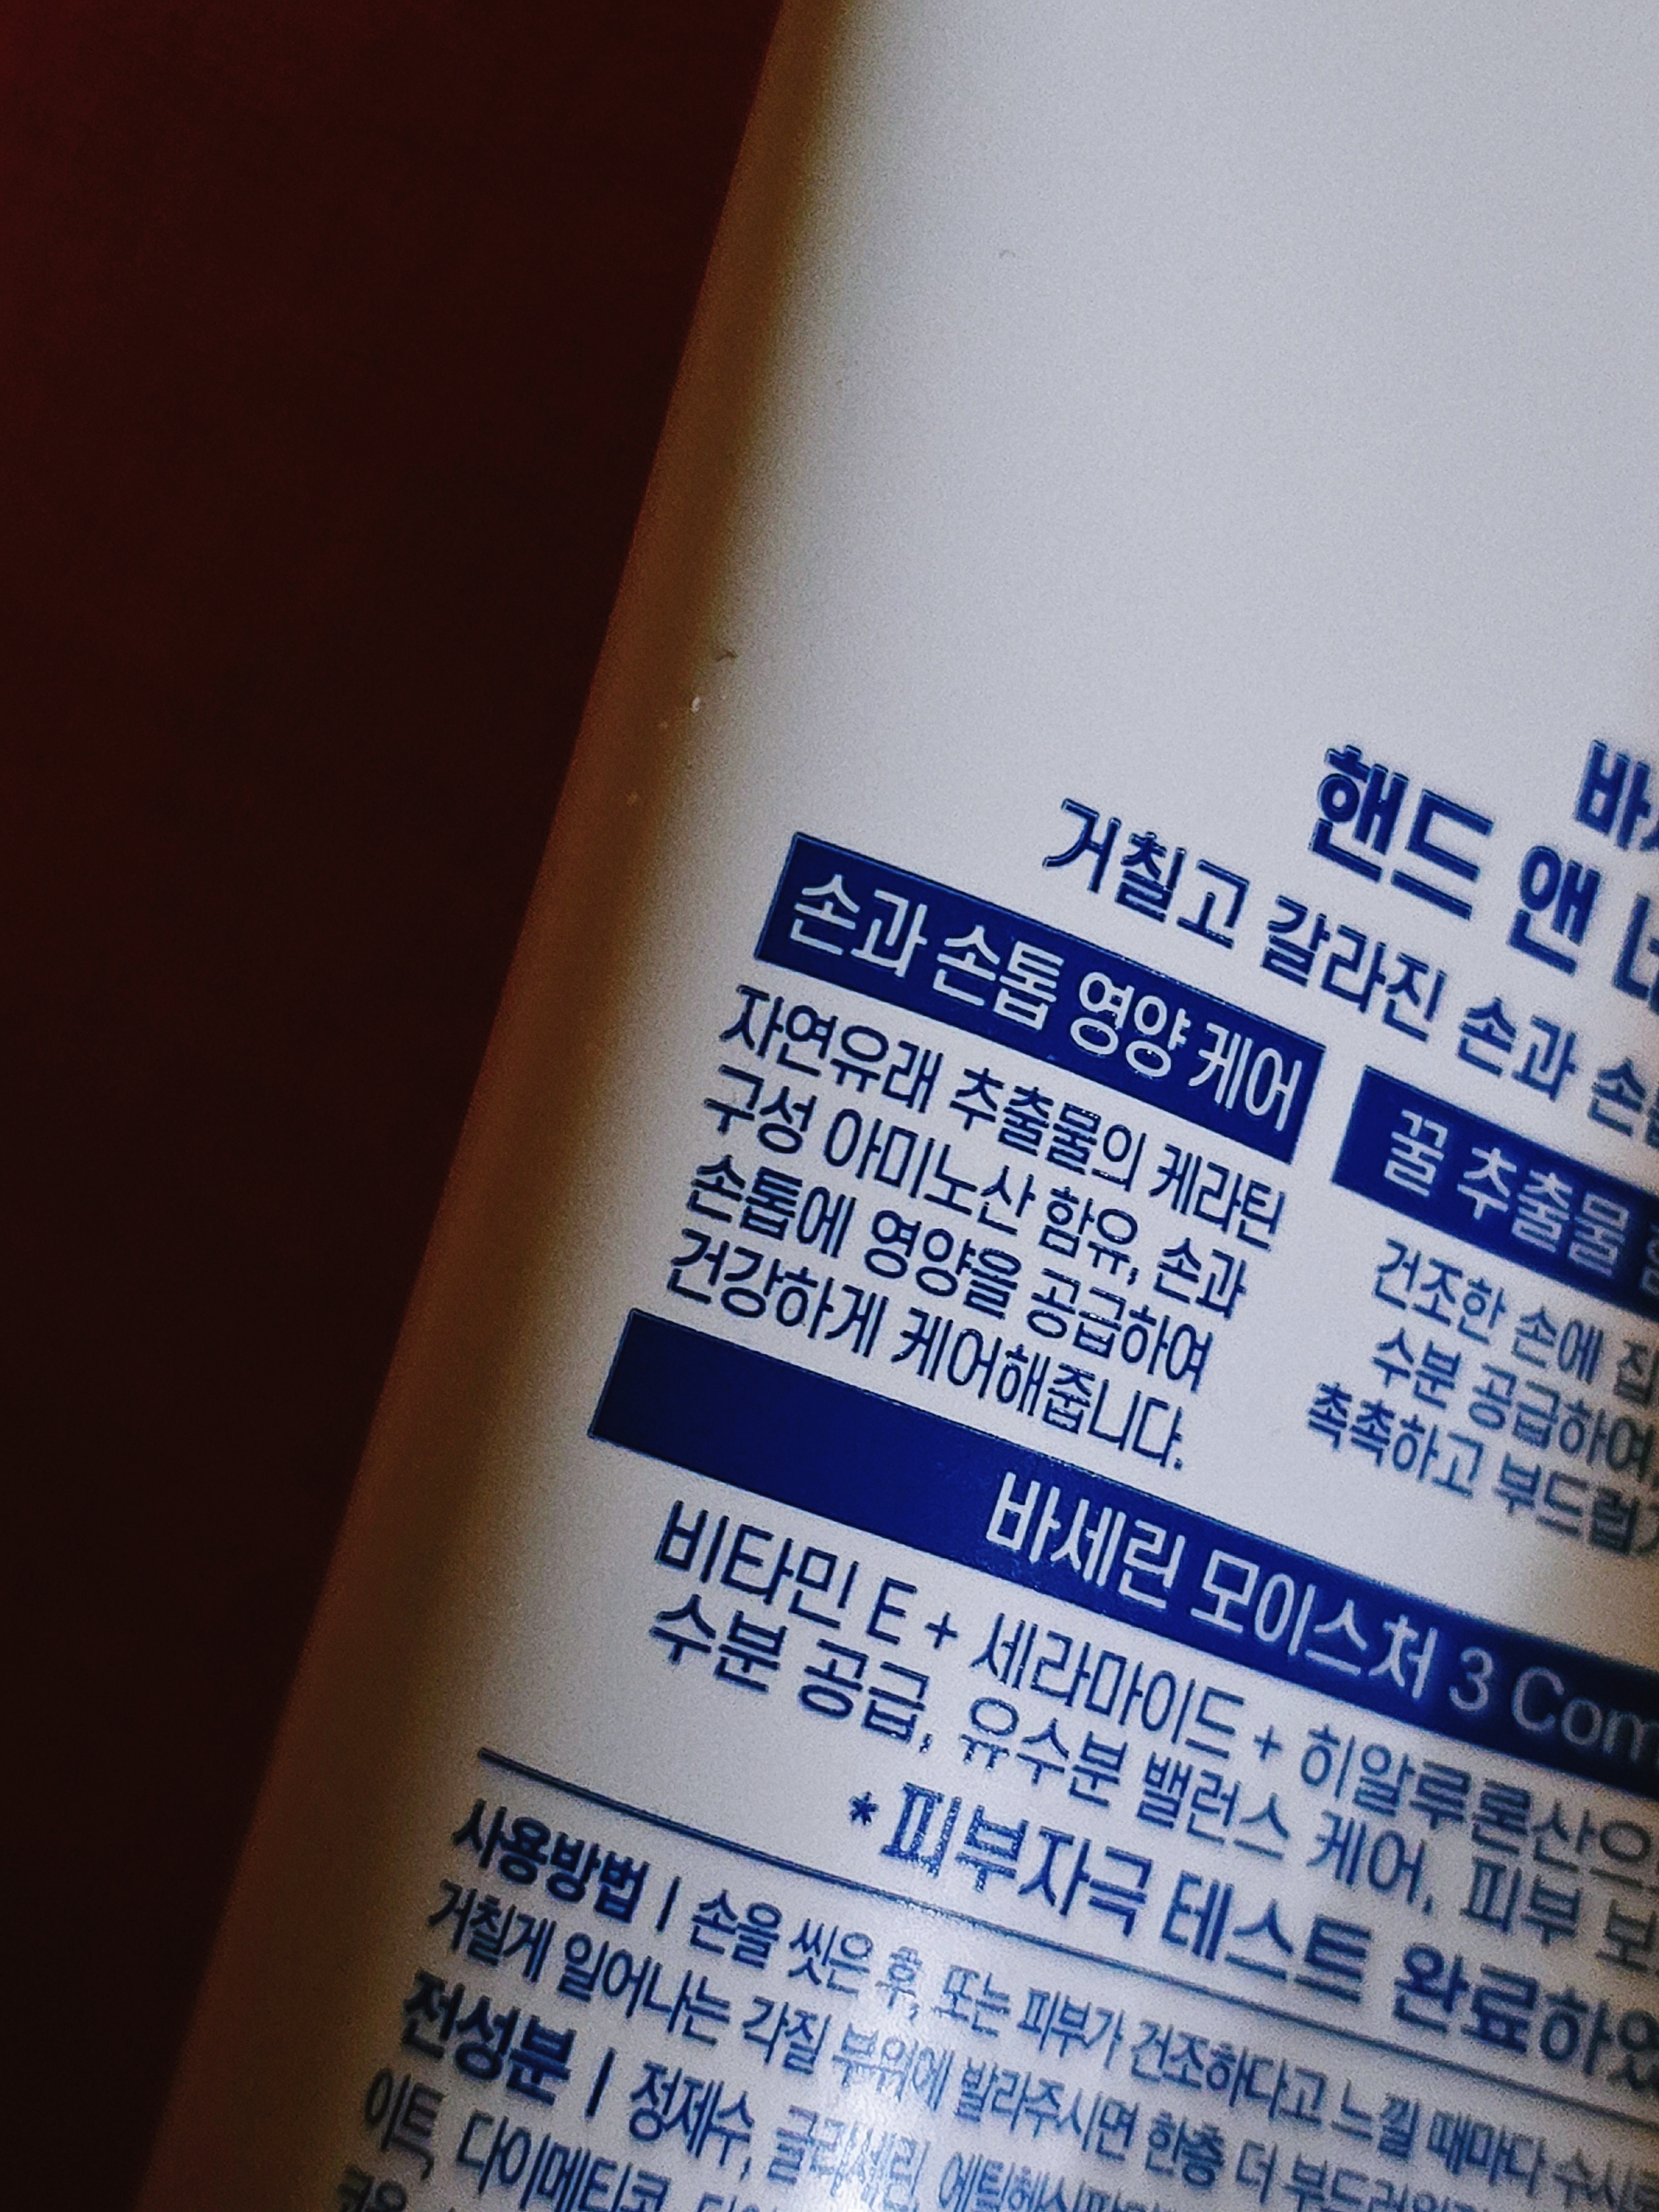 핸드 앤
거칠고 갈라진 손과
손과 손톱 영양 케어
자연유래 추출물의 케라틴
구성 아미노산 함유, 손과
손톱에 영양을 공급하여
건강하게 케어해줍니다.
꿀 추출물
건조한 손에
수분 공급하여,
촉촉하고
바세린 모이스처 3
비타민 E + 세라마이드 + 히알루론산으
수분 공급, 유수분 밸런스 케어, 피부
* 피부자극 테스트 완료하였
사용방법 | 손을 씻은 후, 또는 피부가 건조하다고 느낄 때마다
거칠게 일어나는 각질 부위에 발라주시면 한층 더
전성분 | 정제수, 글리세린,
이트, 다이메티콘,